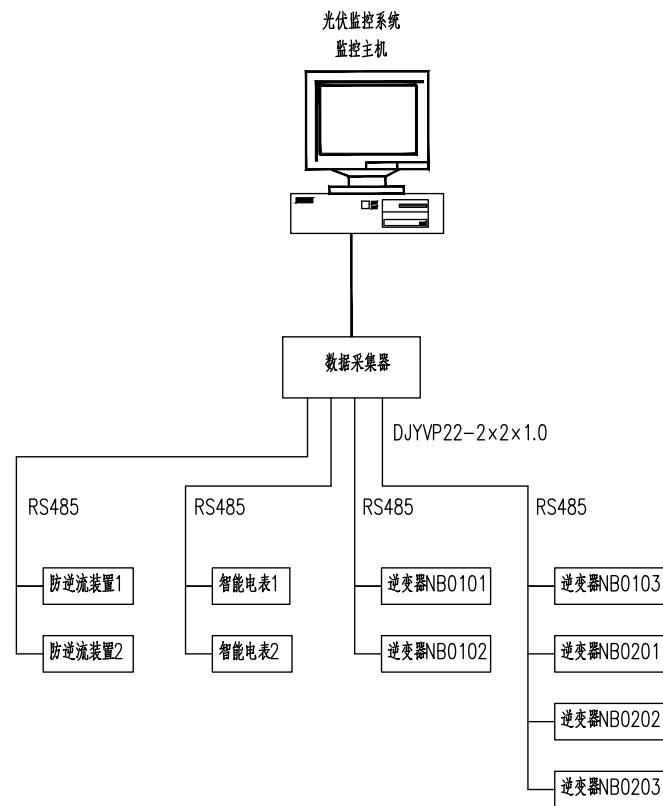 光伏监控系统
监控主机
数据采集器
DJYVP22-2×2×1.0
RS485
RS485
RS485
RS485
防逆流装置1
智能电表1
逆变器NB0101
逆变器NB0103
防逆流装置2
智能电表2
逆变器NB0102
逆变器NB0201
逆变器NB0202
逆变器NB0203